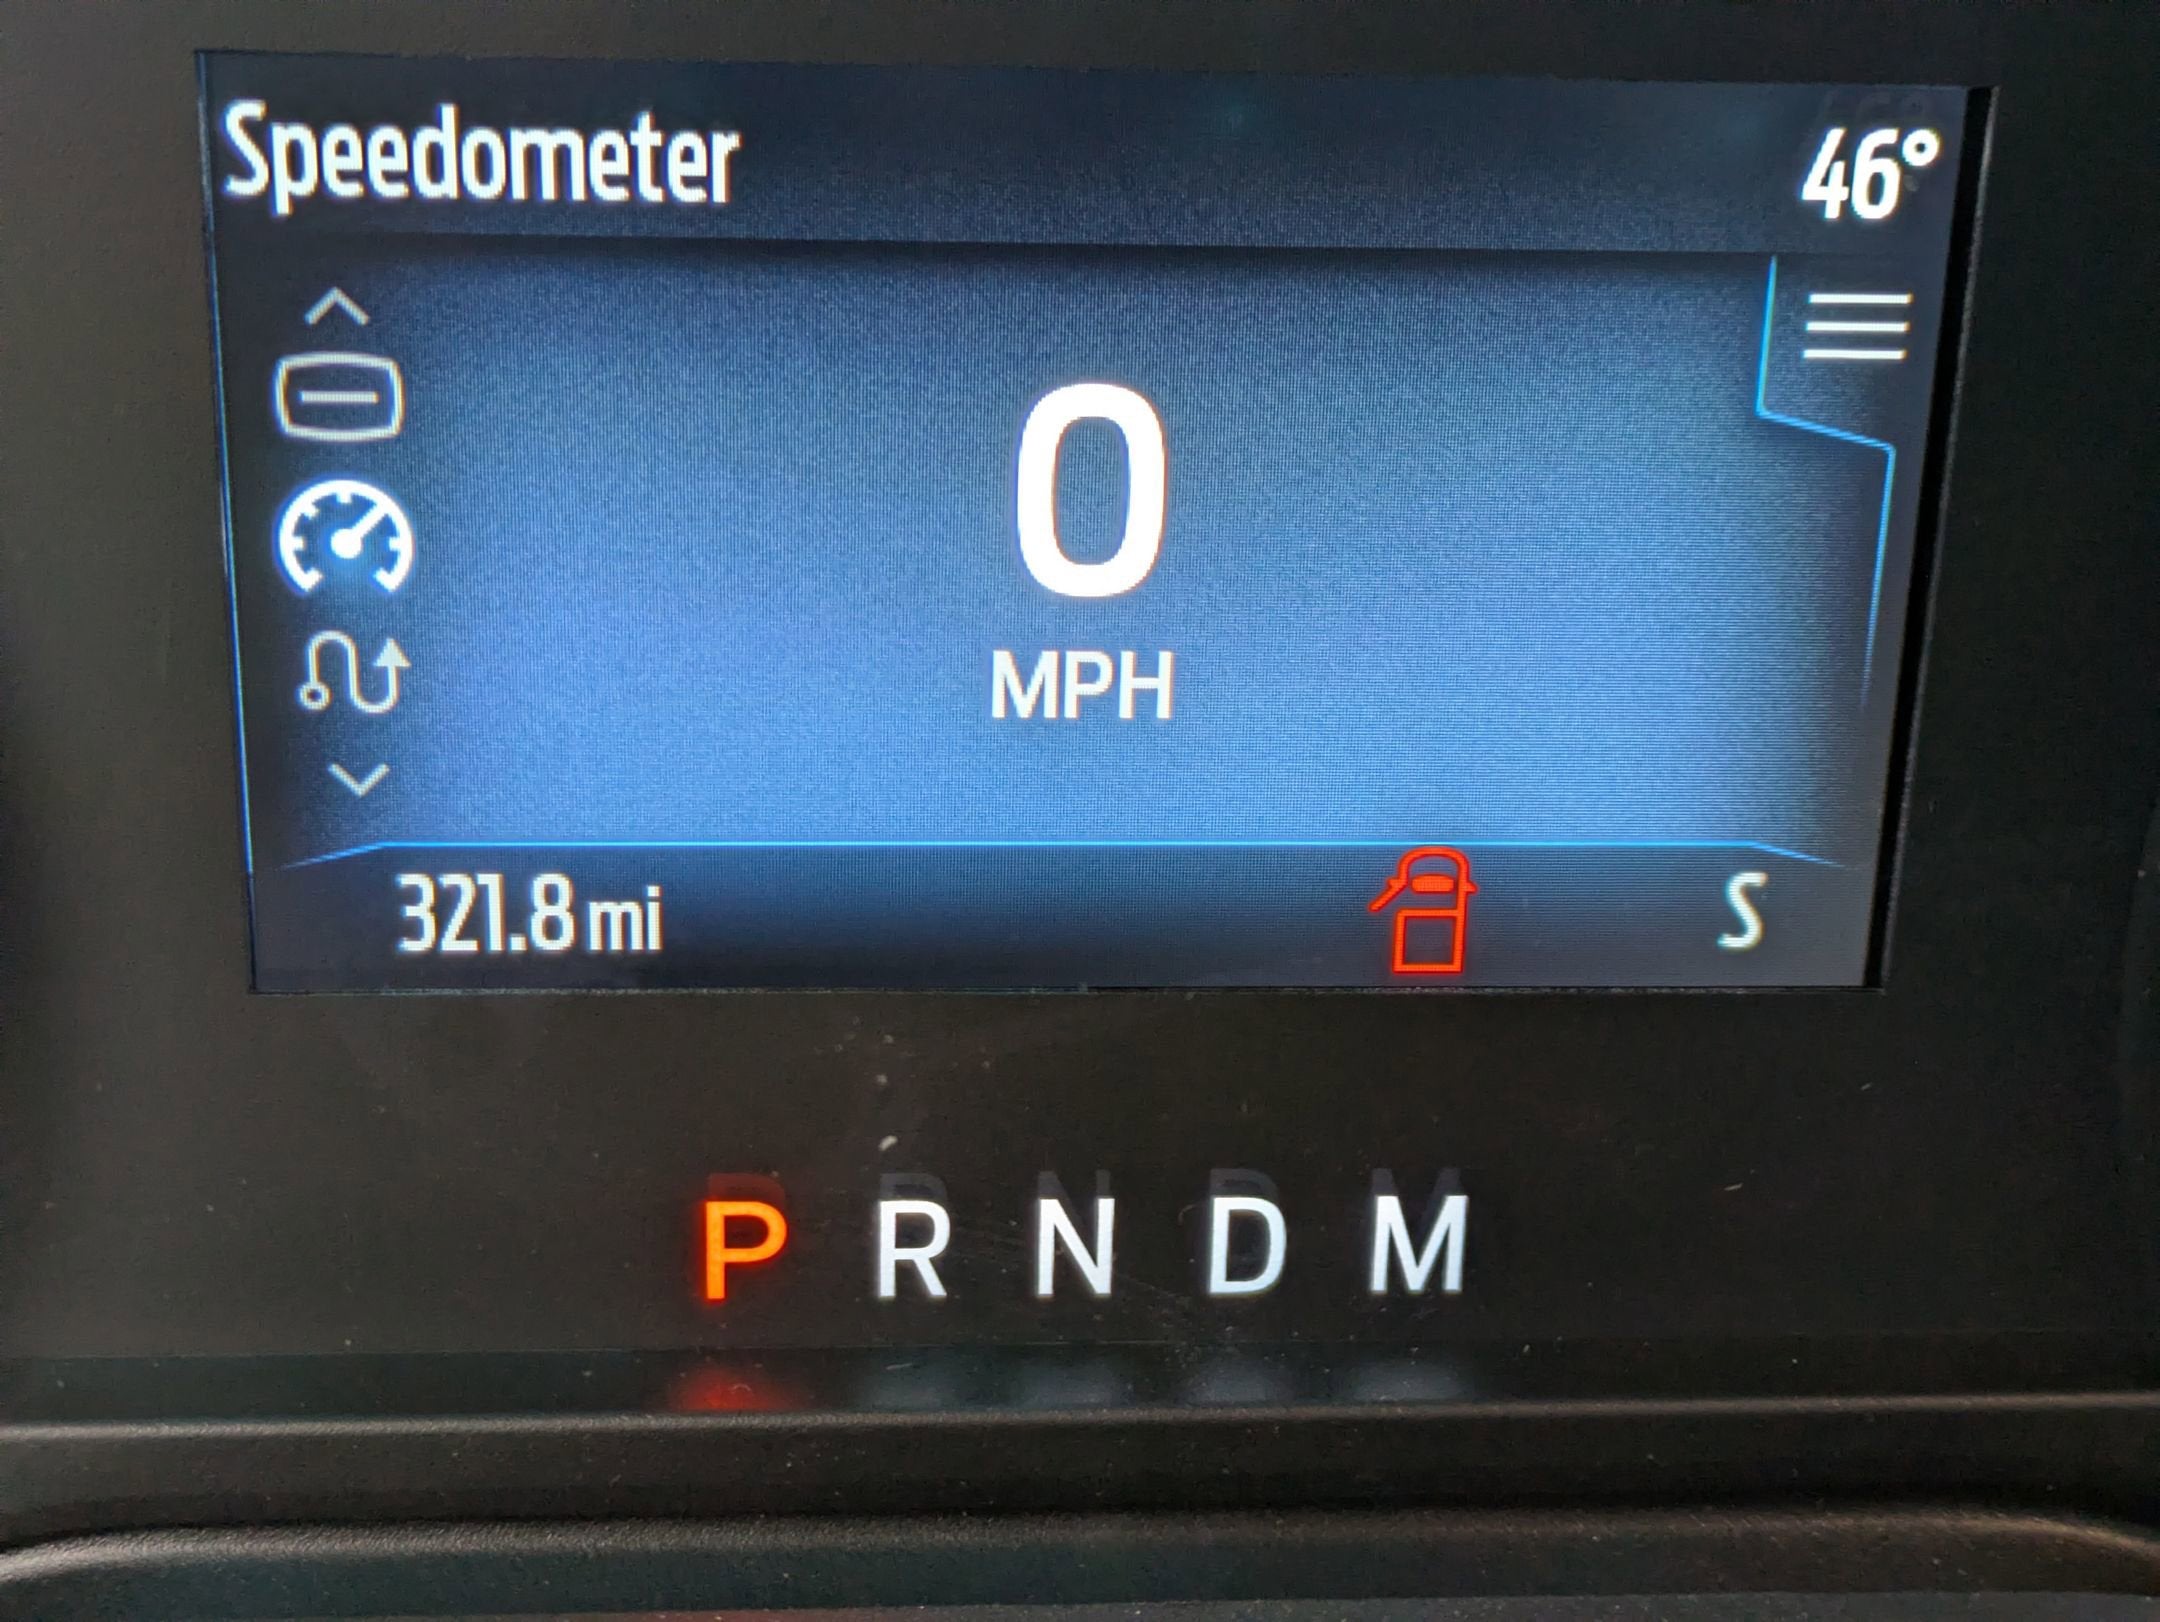 Speedometer 46°
0
MPH
321.8 mi S
P R N D M